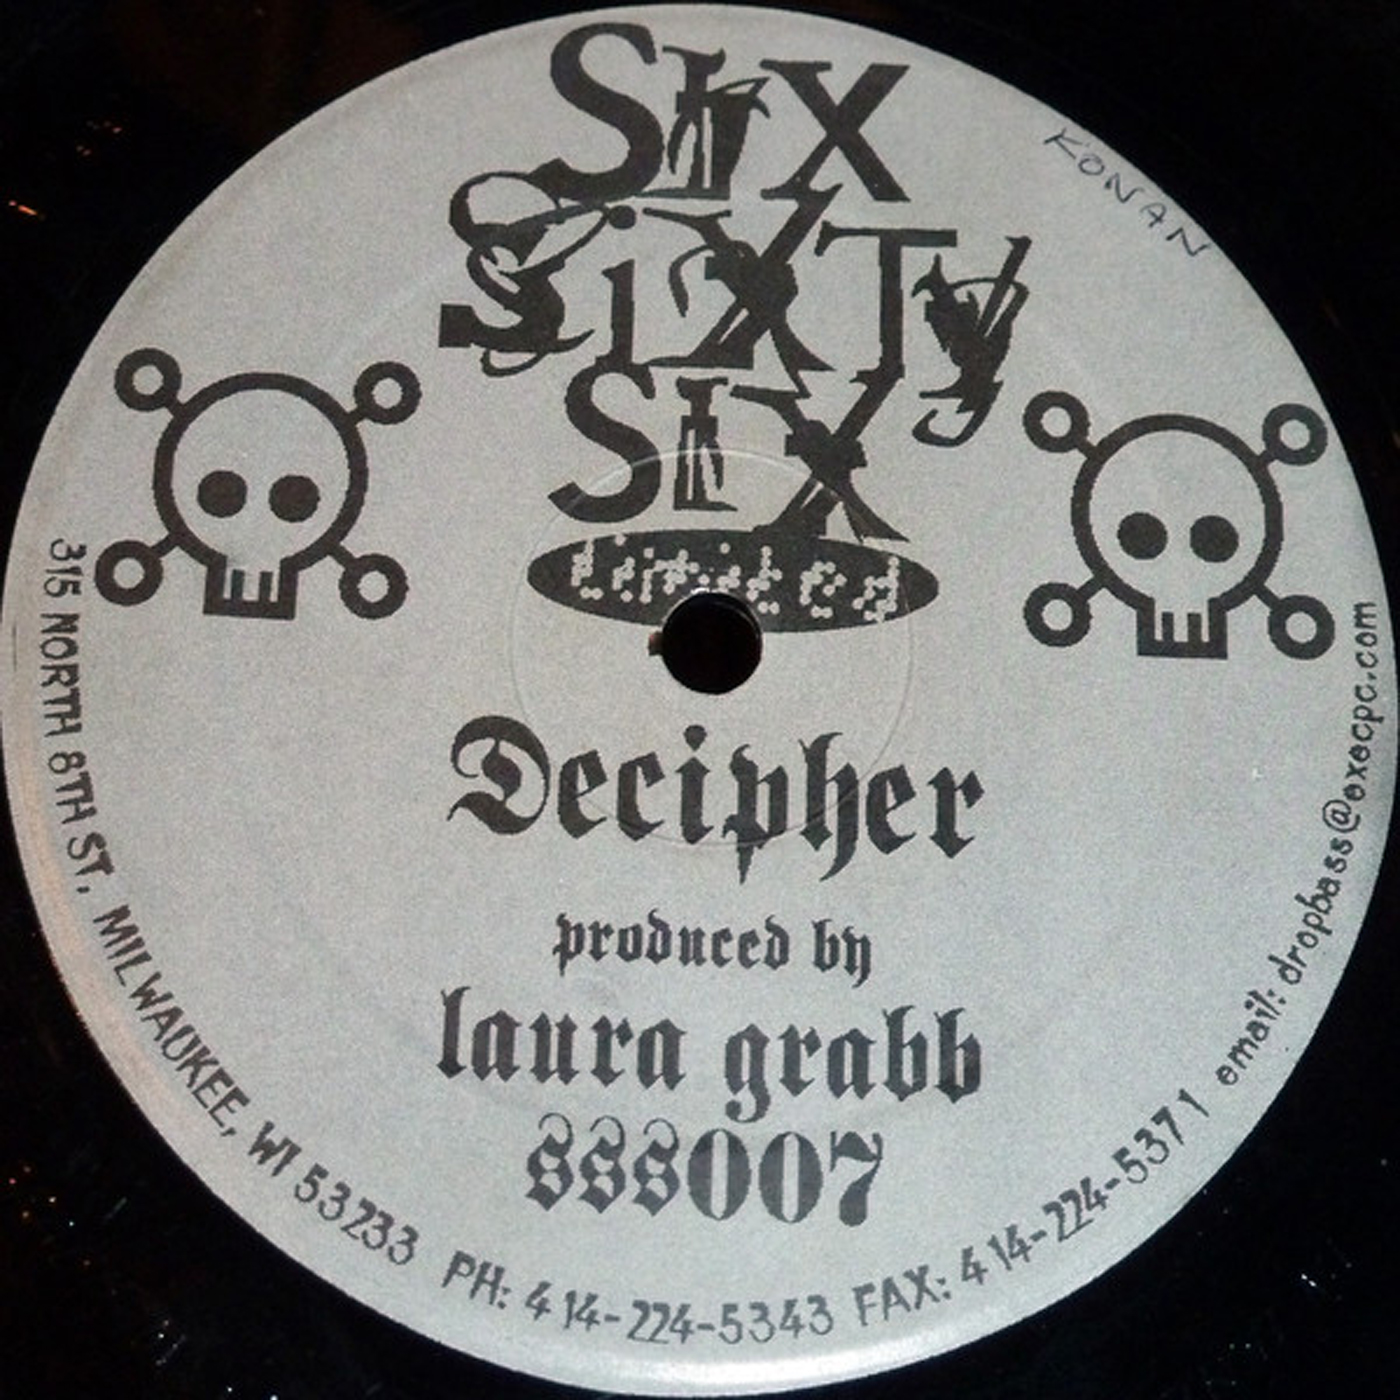 SIX
SiXTy
SIX
Limited
KONAN
Decipher
produced by
laura grabb
SSS007
315 NORTH 8TH ST. MILWAUKEE, WI 53233 PH: 414-224-5343 FAX: 414-224-5371 email: dropbass@execpc.com